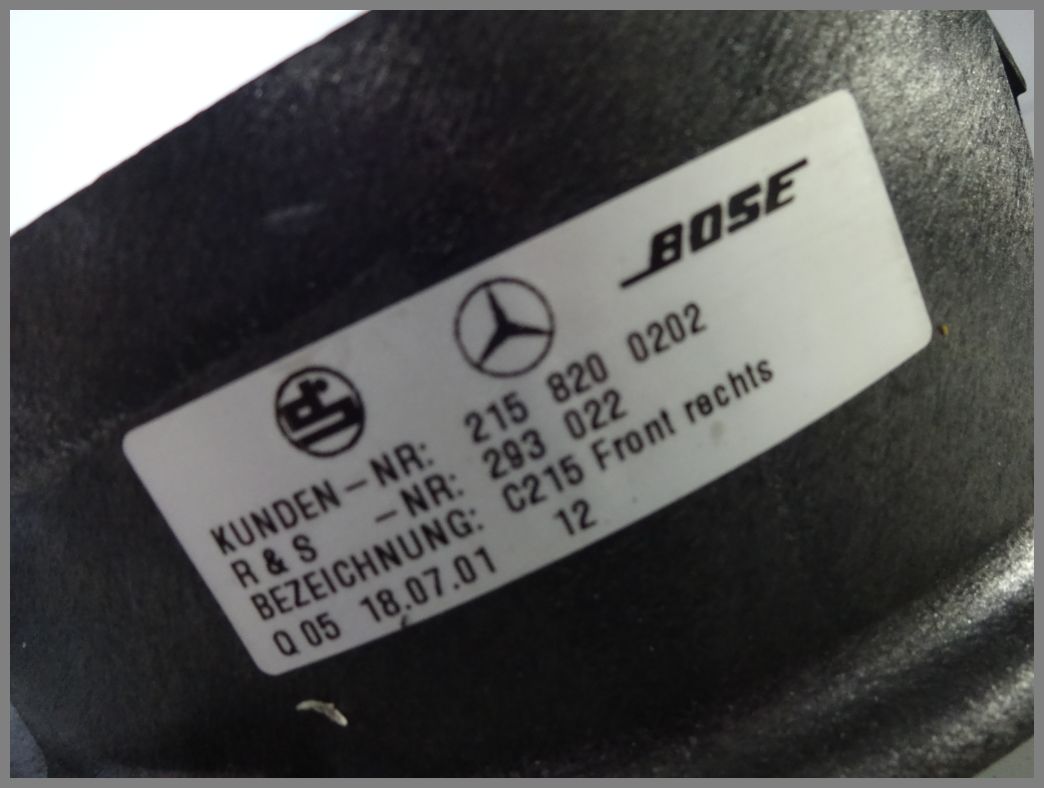 BOSE
KUNDEN-NR: 215 820 0202
R & S -NR: 293 022
BEZEICHNUNG: C215 Front rechts
Q 05 18.07.01 12